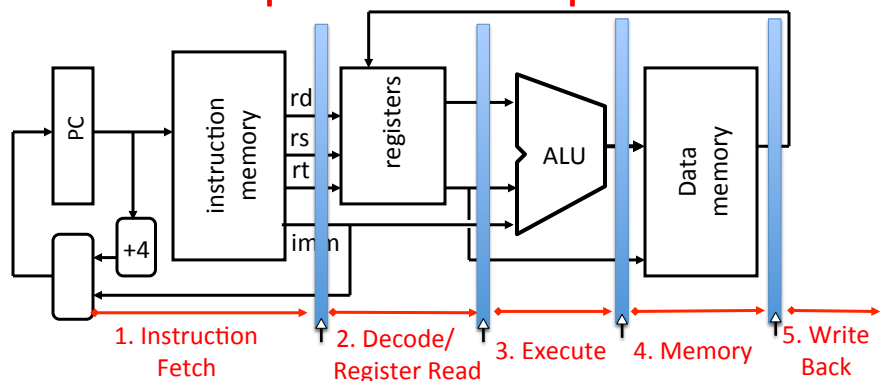 PC
+4
instruction
memory
rd
rs
rt
imm
registers
ALU
Data
memory
1. Instruction
Fetch
2. Decode/
Register Read
3. Execute
4. Memory
5. Write
Back